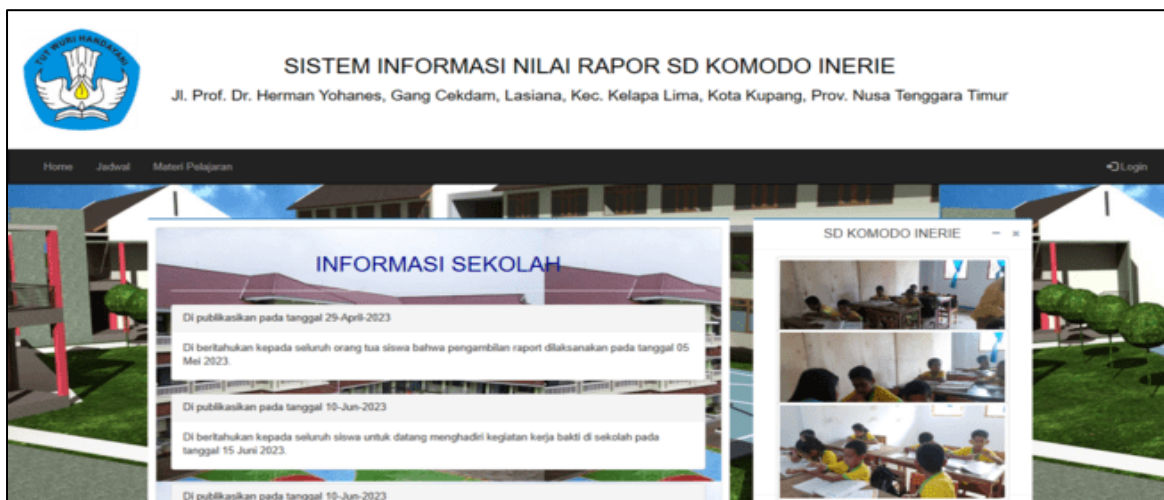 TUT WURI HANDAYANI
SISTEM INFORMASI NILAI RAPOR SD KOMODO INERIE
Jl. Prof. Dr. Herman Yohanes, Gang Cekdam, Lasiana, Kec. Kelapa Lima, Kota Kupang, Prov. Nusa Tenggara Timur
Home Jadwal Materi Pelajaran Login
INFORMASI SEKOLAH
Di publikasikan pada tanggal 29-April-2023
Di beritahukan kepada seluruh orang tua siswa bahwa pengambilan raport dilaksanakan pada tanggal 05
Mei 2023.
Di publikasikan pada tanggal 10-Jun-2023
Di beritahukan kepada seluruh siswa untuk datang menghadiri kegiatan kerja bakti di sekolah pada
tanggal 15 Juni 2023.
Di publikasikan pada tanggal 10-Jun-2023
SD KOMODO INERIE